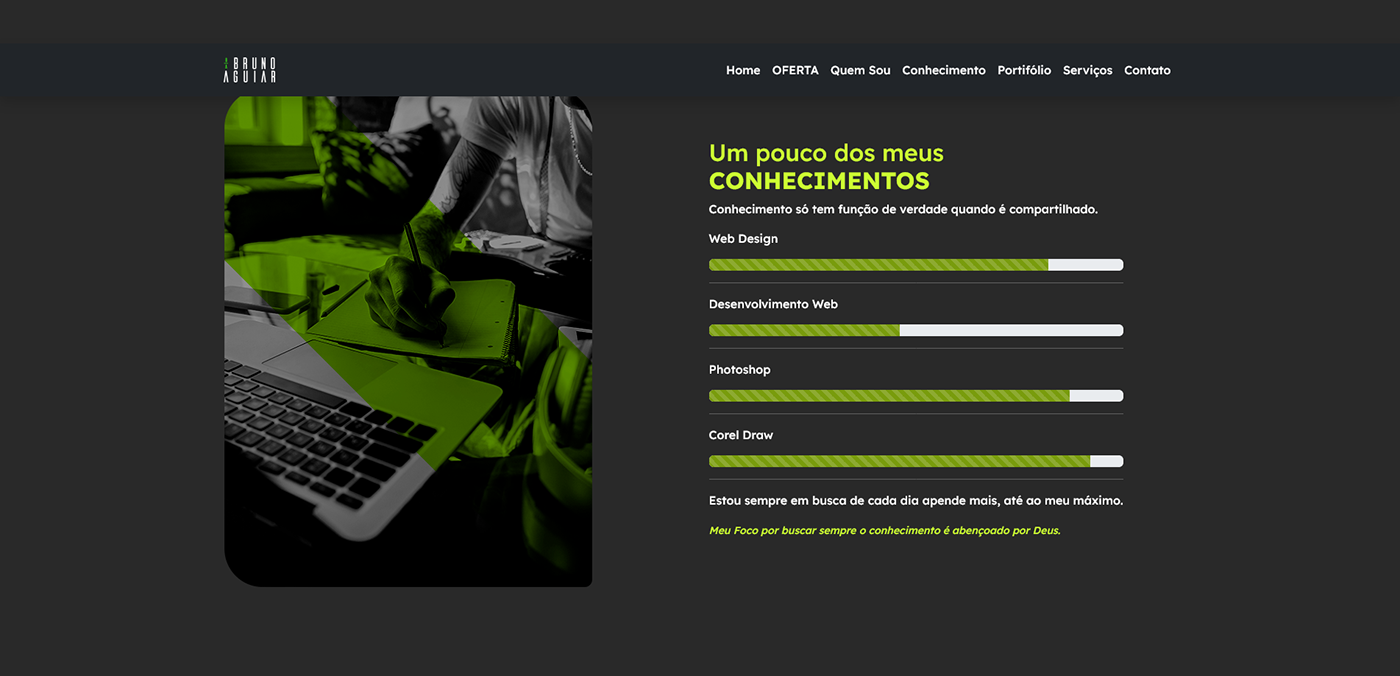 BRUNO
AGUIAR
Home OFERTA Quem Sou Conhecimento Portifólio Serviços Contato
Um pouco dos meus
CONHECIMENTOS
Conhecimento só tem função de verdade quando é compartilhado.
Web Design
Desenvolvimento Web
Photoshop
Corel Draw
Estou sempre em busca de cada dia apende mais, até ao meu máximo.
Meu Foco por buscar sempre o conhecimento é abençoado por Deus.